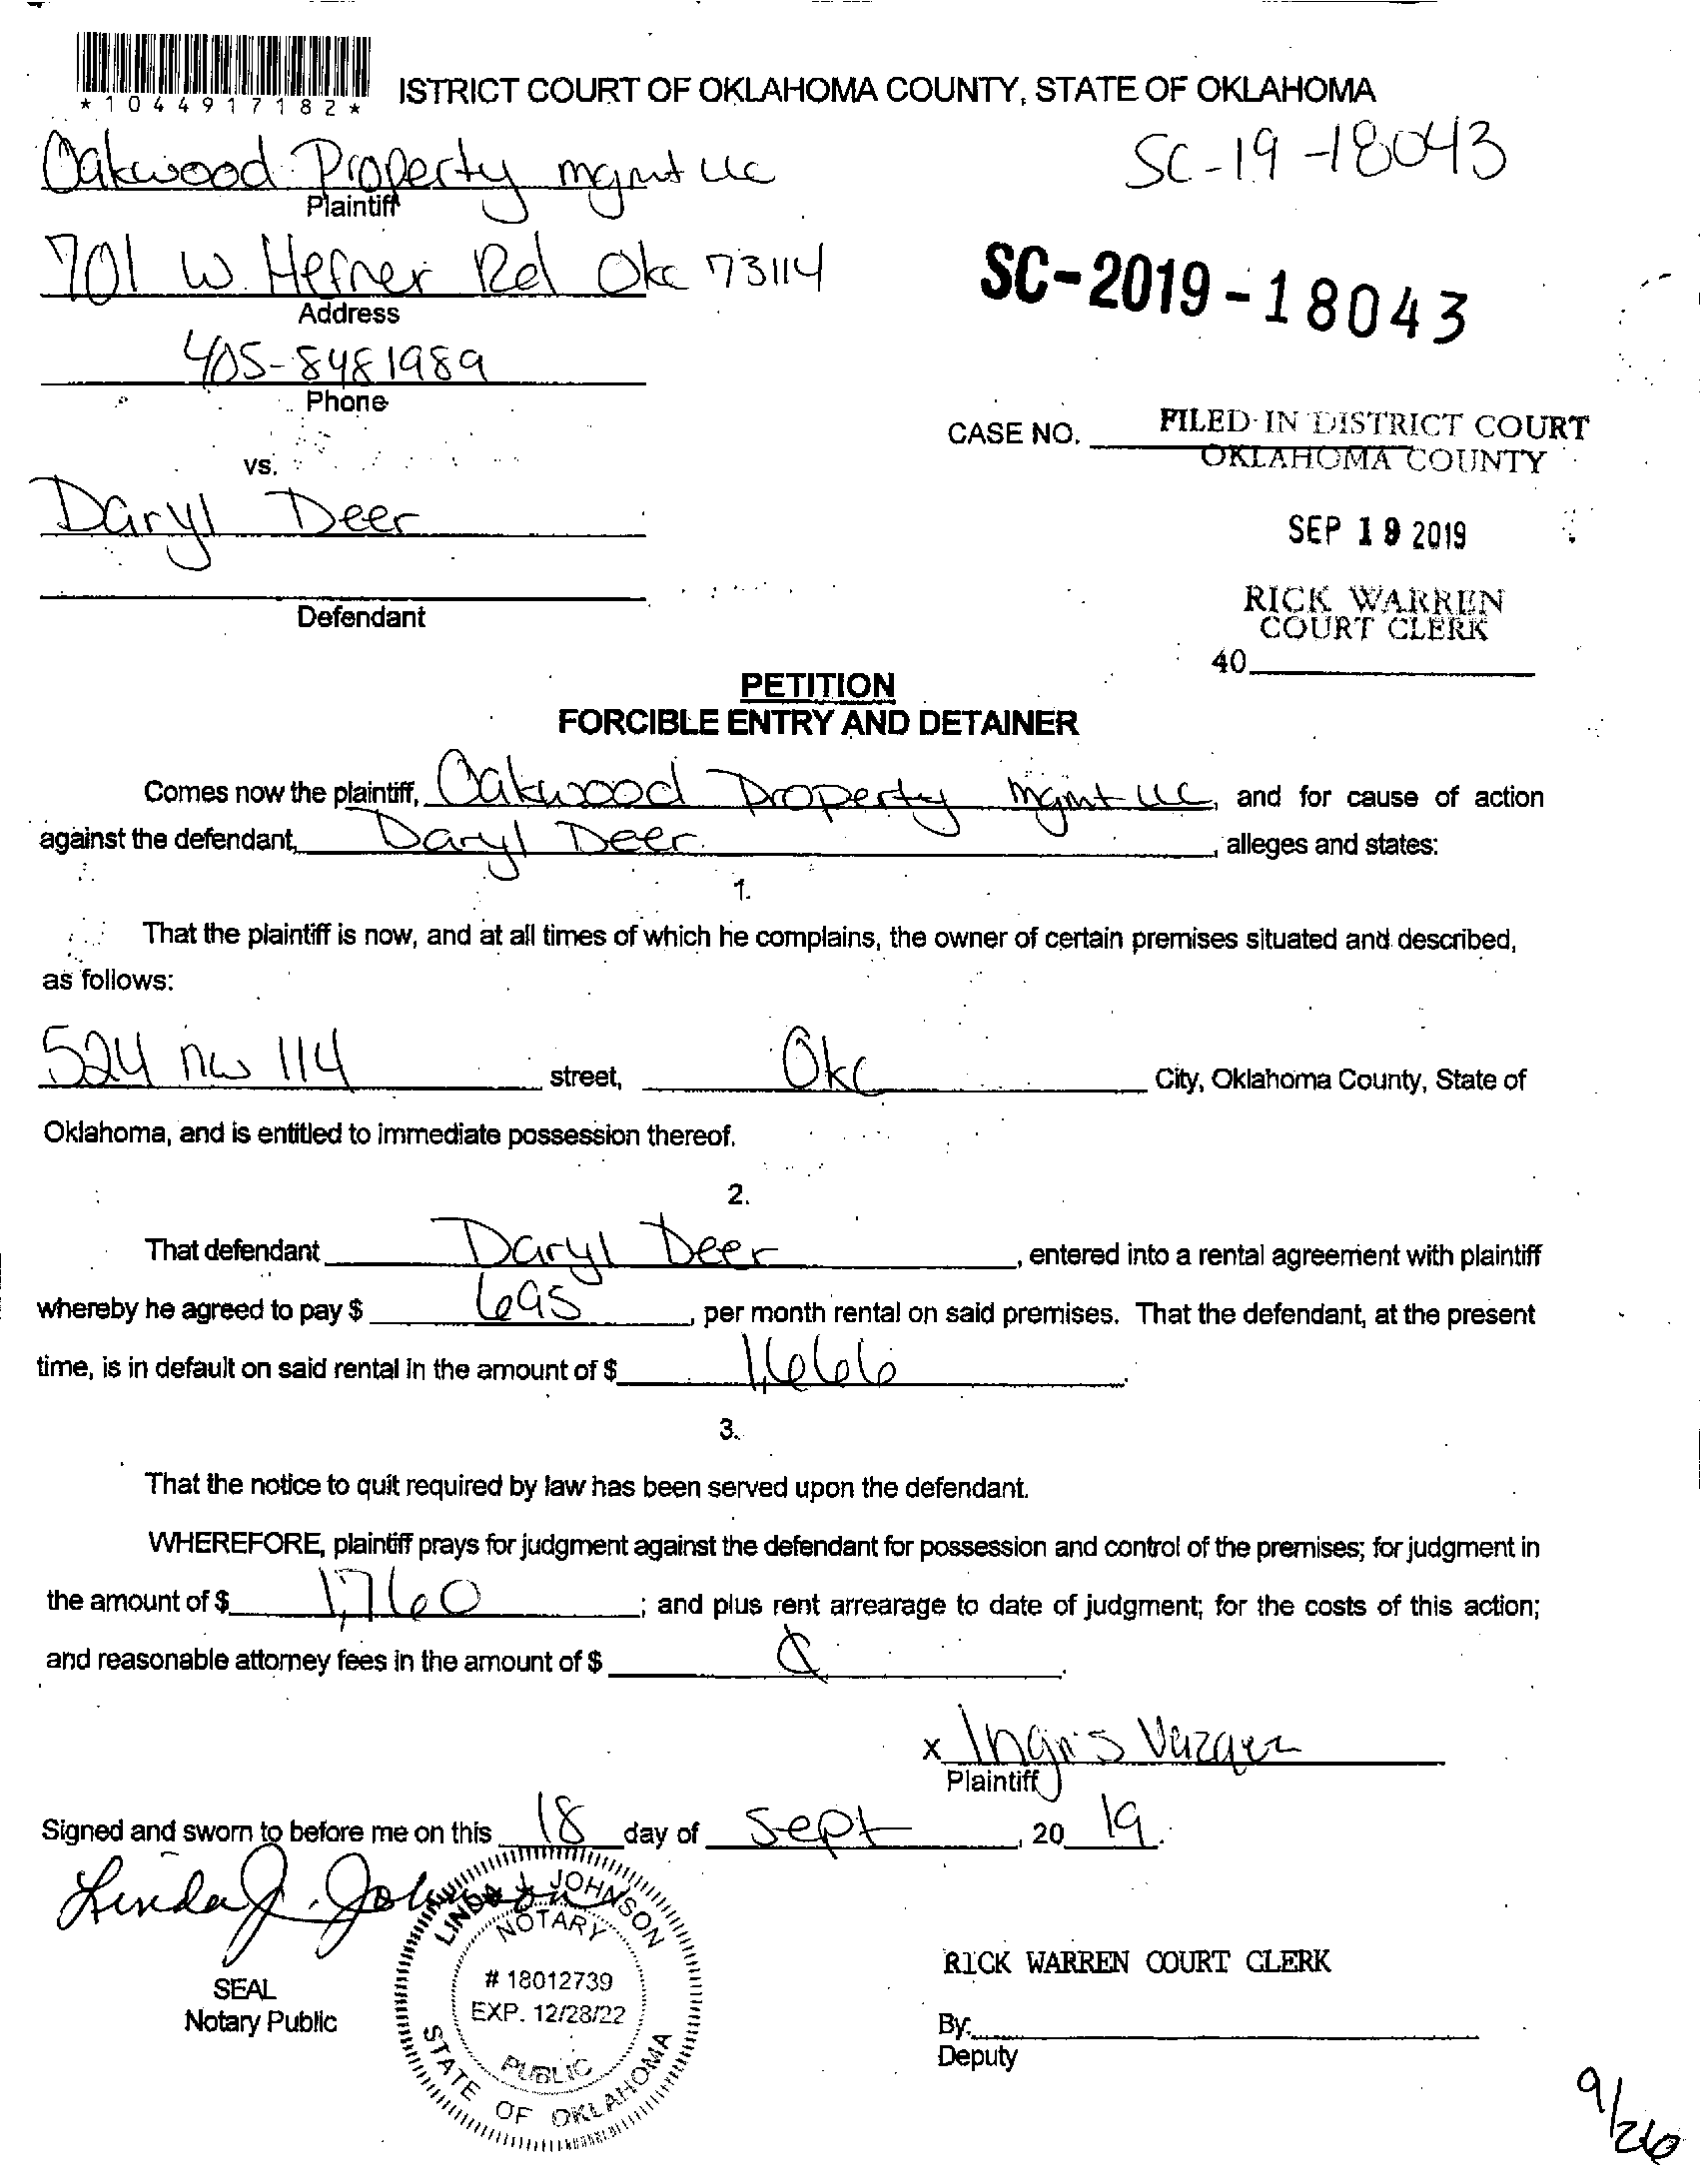 *1044917182*
ISTRICT COURT OF OKLAHOMA COUNTY, STATE OF OKLAHOMA
Oakwood Property mgmt LLC
Plaintiff
SC-19-18043
701 W. Hefner Rd Okc 73114
Address
SC-2019-18043
405-8481989
Phone
CASE NO.
FILED IN DISTRICT COURT
OKLAHOMA COUNTY
vs.
Daryl Deer
SEP 19 2019
Defendant
RICK WARREN
COURT CLERK
40
PETITION
FORCIBLE ENTRY AND DETAINER
Comes now the plaintiff, Oakwood Property Mgmt LLC, and for cause of action
against the defendant, Daryl Deer, alleges and states:
1.
That the plaintiff is now, and at all times of which he complains, the owner of certain premises situated and described,
as follows:
524 nw 114 street, Okc City, Oklahoma County, State of
Oklahoma, and is entitled to immediate possession thereof.
2.
That defendant Daryl Deer, entered into a rental agreement with plaintiff
whereby he agreed to pay $ 695, per month rental on said premises. That the defendant, at the present
time, is in default on said rental in the amount of $ 1,666.
3.
That the notice to quit required by law has been served upon the defendant.
WHEREFORE, plaintiff prays for judgment against the defendant for possession and control of the premises; for judgment in
the amount of $ 1,760; and plus rent arrearage to date of judgment; for the costs of this action;
and reasonable attorney fees in the amount of $
x Ingris Vazquez
Plaintiff
Signed and sworn to before me on this 18 day of Sept, 20 19.
Linda J. Johnson
LINDA J. JOHNSON
NOTARY
# 18012739
EXP. 12/28/22
PUBLIC
STATE OF OKLAHOMA
SEAL
Notary Public
RICK WARREN COURT CLERK
By:
Deputy
9/26